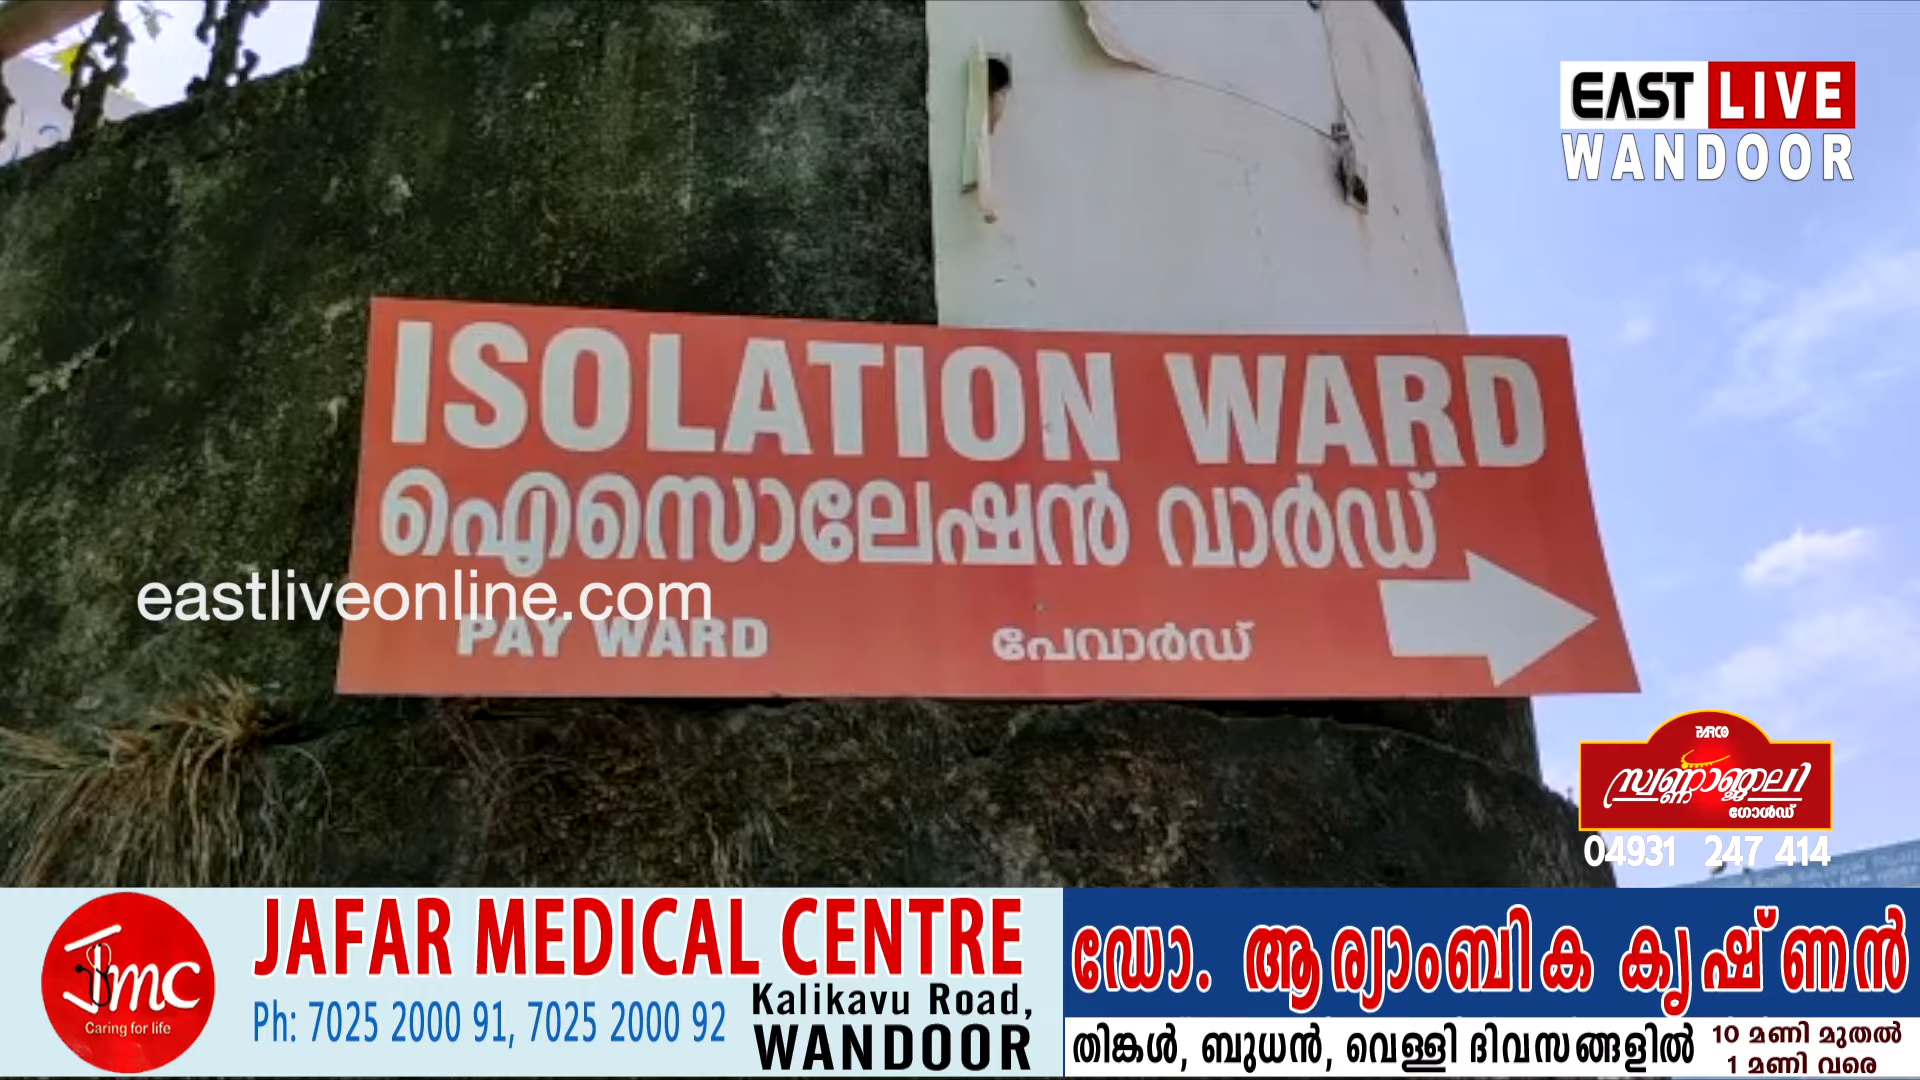 EAST LIVE
WANDOOR
ISOLATION WARD
ഐസൊലേഷൻ വാർഡ്
eastliveonline.com
PAY WARD പേവാർഡ്
സ്വർണ്ണാഞ്ജലി
ഗോൾഡ്
04931 247 414
JMC
Caring for life
JAFAR MEDICAL CENTRE
Ph: 7025 2000 91, 7025 2000 92
Kalikavu Road,
WANDOOR
ഡോ. ആര്യാംബിക കൃഷ്ണൻ
തിങ്കൾ, ബുധൻ, വെള്ളി ദിവസങ്ങളിൽ
10 മണി മുതൽ
1 മണി വരെ